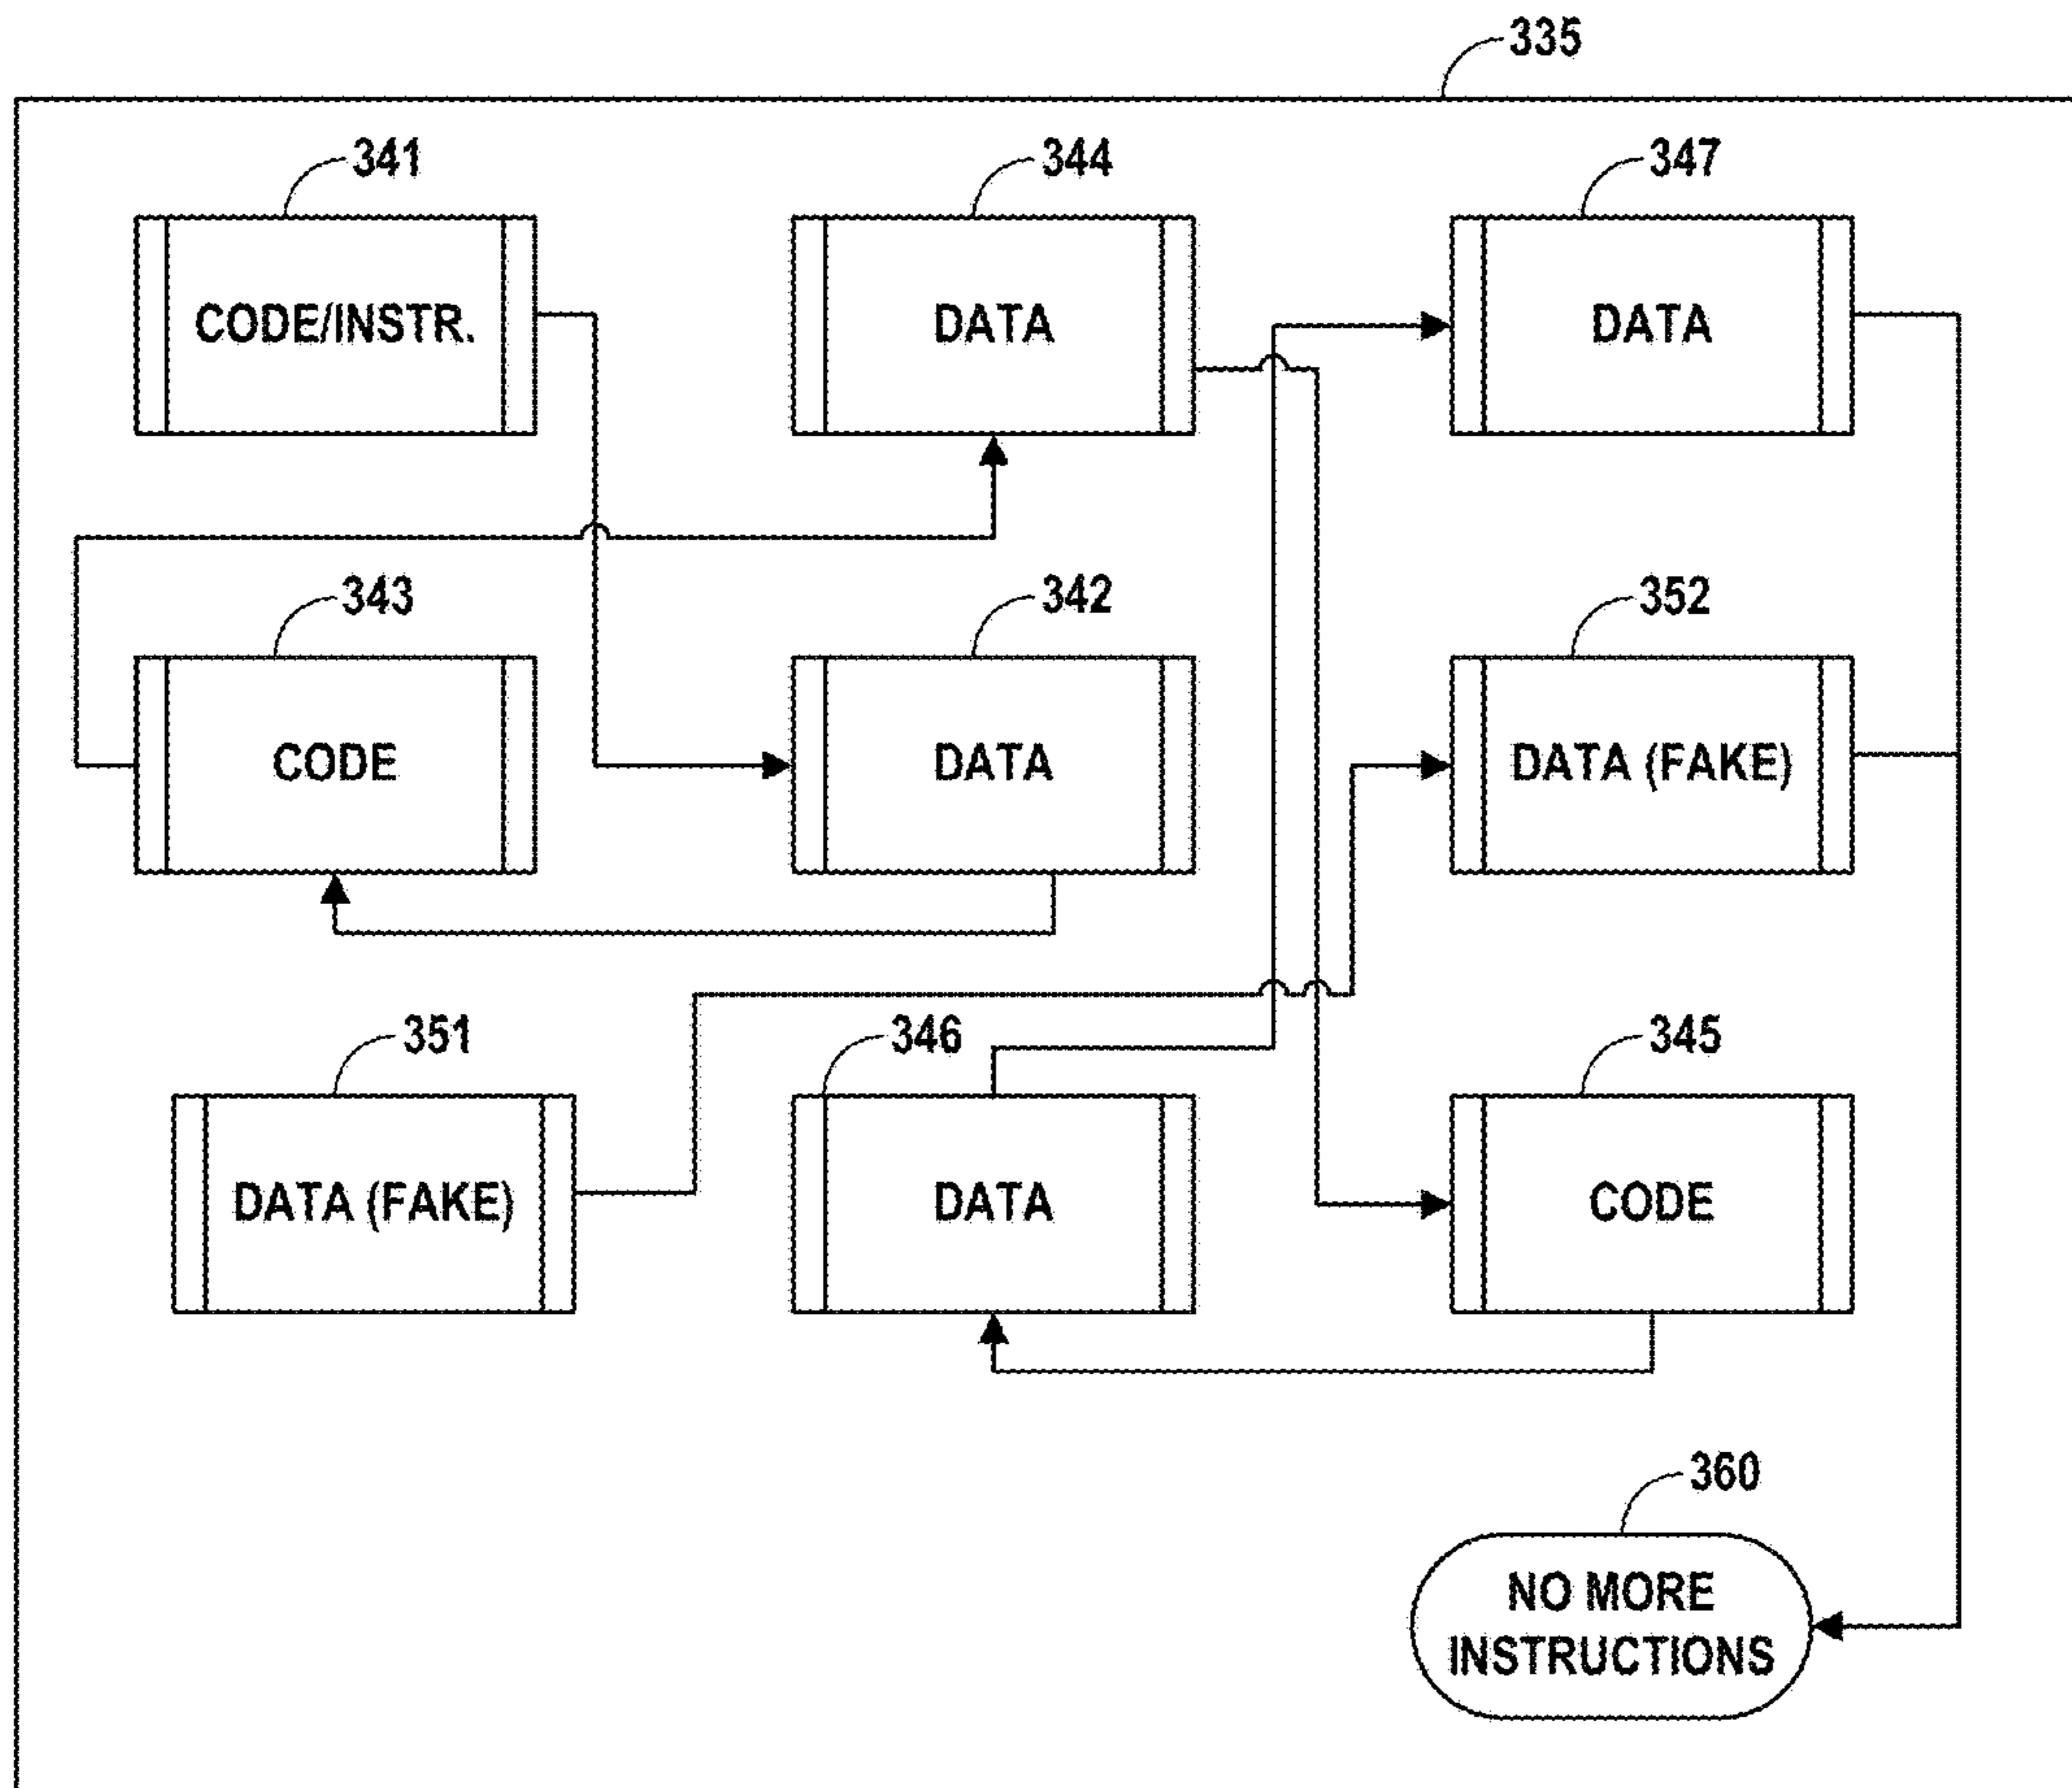 335
341
344
347
CODE/INSTR.
DATA
DATA
343
342
352
CODE
DATA
DATA (FAKE)
351
346
345
DATA (FAKE)
DATA
CODE
360
NO MORE
INSTRUCTIONS